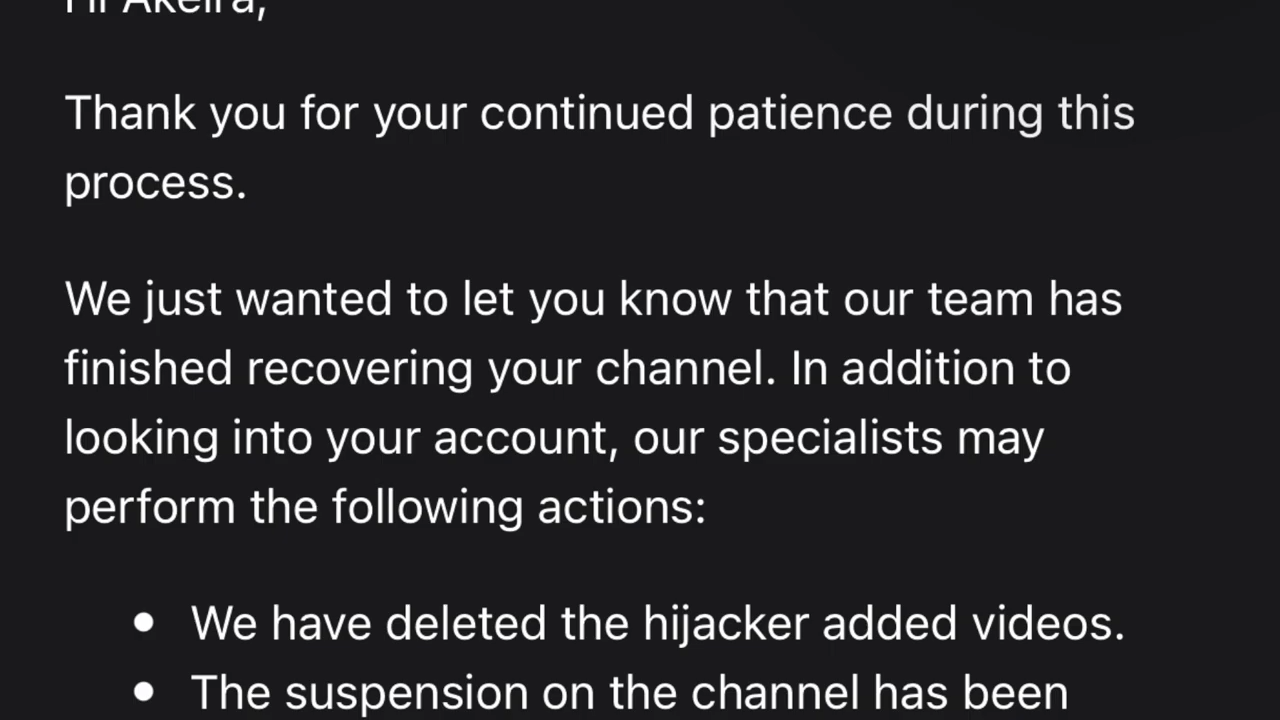 Hi Akeira,
Thank you for your continued patience during this
process.
We just wanted to let you know that our team has
finished recovering your channel. In addition to
looking into your account, our specialists may
perform the following actions:
• We have deleted the hijacker added videos.
• The suspension on the channel has been